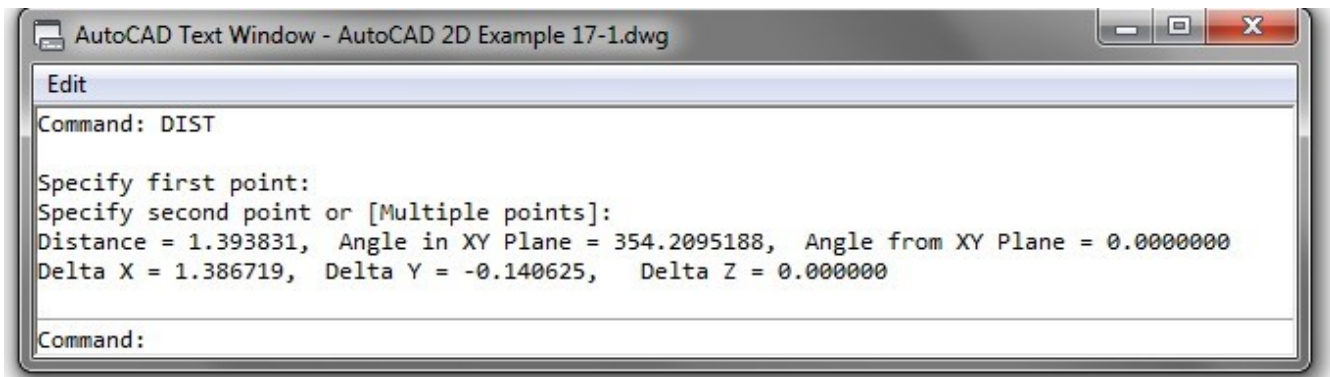 AutoCAD Text Window - AutoCAD 2D Example 17-1.dwg
Edit
Command: DIST
Specify first point:
Specify second point or [Multiple points]:
Distance = 1.393831,  Angle in XY Plane = 354.2095188,  Angle from XY Plane = 0.0000000
Delta X = 1.386719,  Delta Y = -0.140625,   Delta Z = 0.000000
Command: